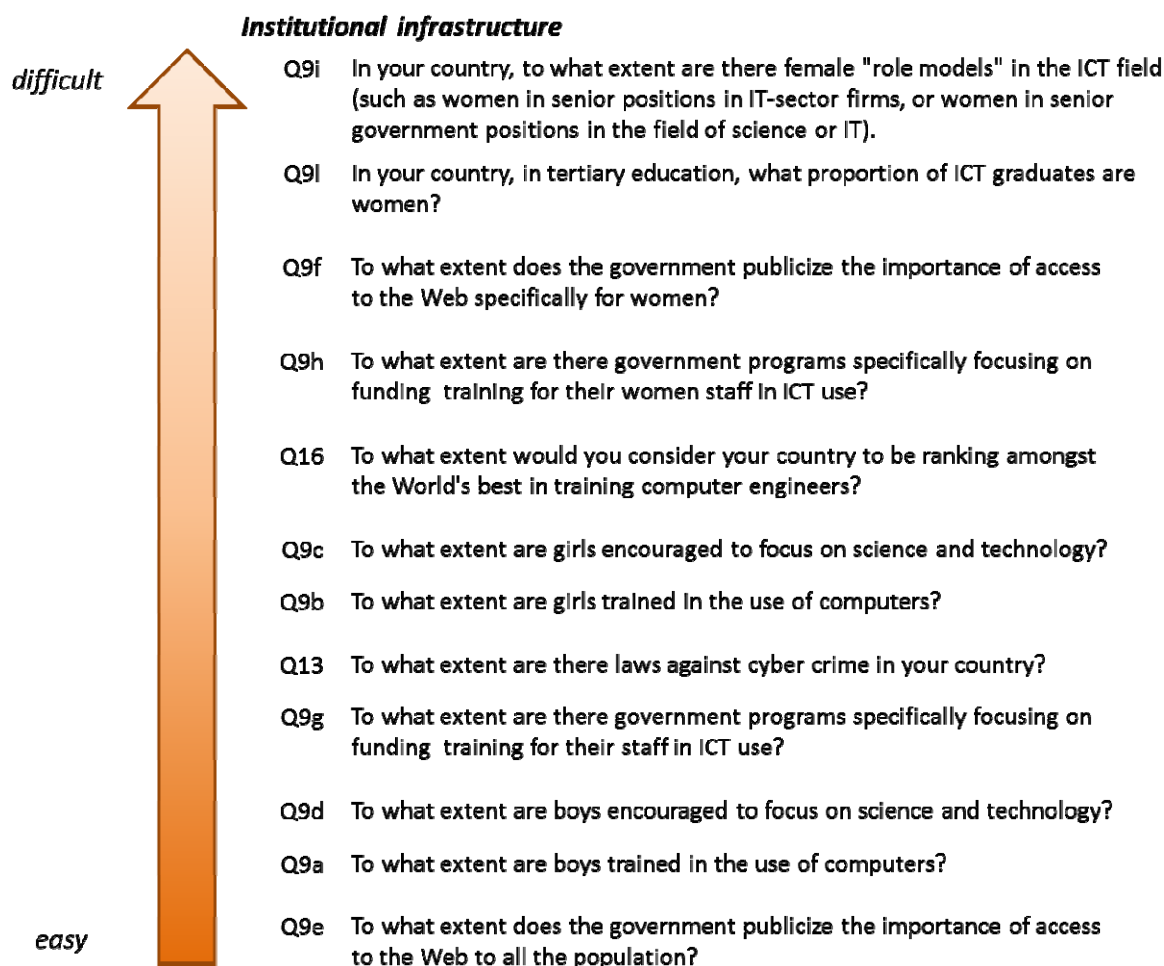 Institutional infrastructure
difficult
Q9i In your country, to what extent are there female "role models" in the ICT field
(such as women in senior positions in IT-sector firms, or women in senior
government positions in the field of science or IT).
Q9l In your country, in tertiary education, what proportion of ICT graduates are
women?
Q9f To what extent does the government publicize the importance of access
to the Web specifically for women?
Q9h To what extent are there government programs specifically focusing on
funding training for their women staff in ICT use?
Q16 To what extent would you consider your country to be ranking amongst
the World's best in training computer engineers?
Q9c To what extent are girls encouraged to focus on science and technology?
Q9b To what extent are girls trained in the use of computers?
Q13 To what extent are there laws against cyber crime in your country?
Q9g To what extent are there government programs specifically focusing on
funding training for their staff in ICT use?
Q9d To what extent are boys encouraged to focus on science and technology?
Q9a To what extent are boys trained in the use of computers?
easy
Q9e To what extent does the government publicize the importance of access
to the Web to all the population?